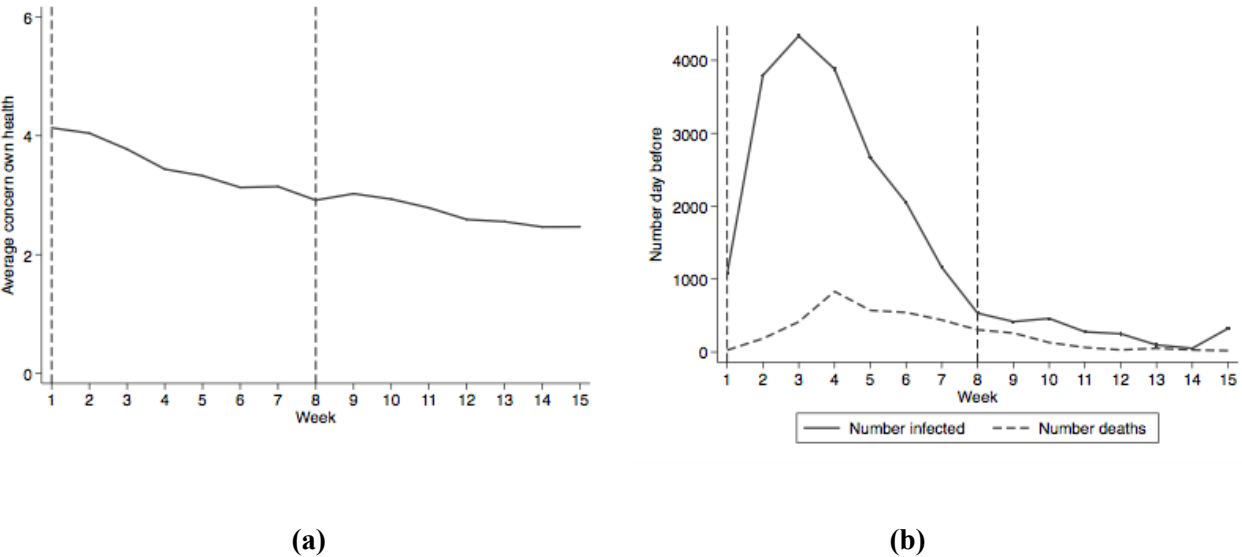 Average concern own health
6
4
2
0
1 2 3 4 5 6 7 8 9 10 11 12 13 14 15
Week
(a)
Number day before
4000
3000
2000
1000
0
1 2 3 4 5 6 7 8 9 10 11 12 13 14 15
Week
Number infected Number deaths
(b)